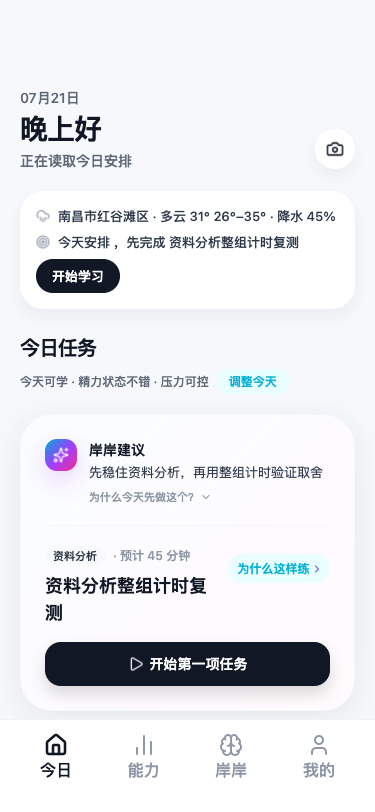 07月21日
晚上好
正在读取今日安排
南昌市红谷滩区 · 多云 31° 26°–35° · 降水 45%
今天安排 ，先完成 资料分析整组计时复测
开始学习
今日任务
今天可学 · 精力状态不错 · 压力可控
调整今天
岸岸建议
先稳住资料分析，再用整组计时验证取舍
为什么今天先做这个?
资料分析 · 预计 45 分钟
为什么这样练
资料分析整组计时复
测
开始第一项任务
今日 能力 岸岸 我的